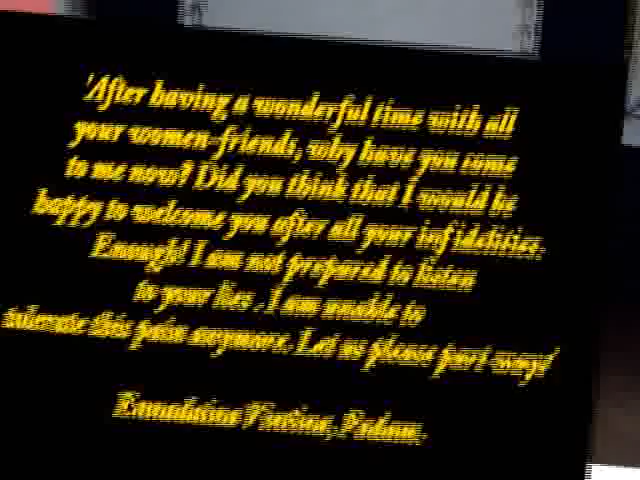 'After having a wonderful time with all
your women-friends, why have you come
to me now? Did you think that I would be
happy to welcome you after all your infidelities.
Enough! I am not prepared to listen
to your lies . I am unable to
tolerate this pain anymore. Let us please part-ways!